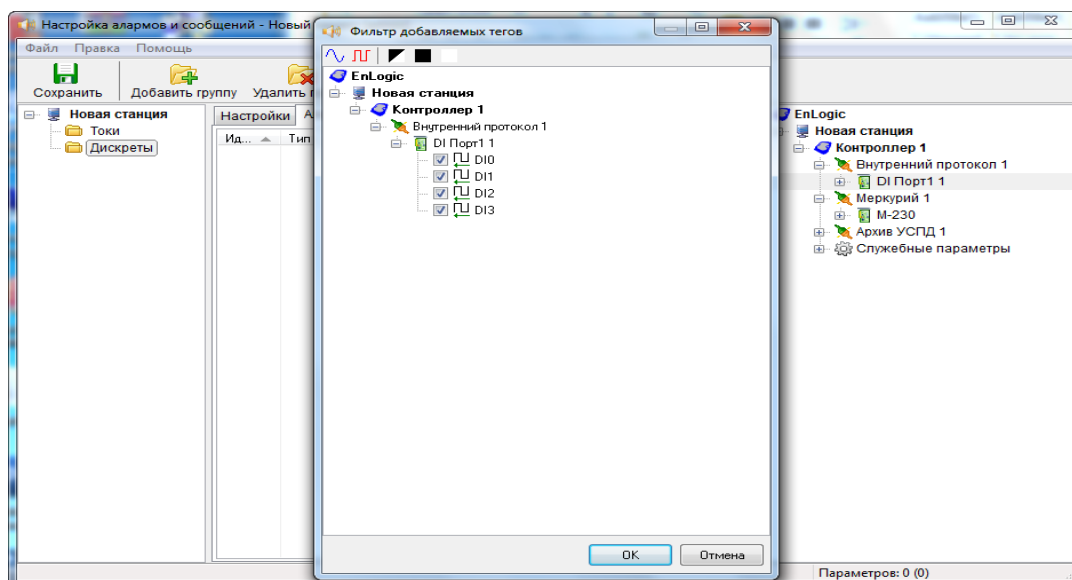 Настройка алармов и сообщений - Новый
Файл Правка Помощь
Сохранить Добавить группу Удалить
Новая станция
Токи
Дискреты
Настройки
Ид... Тип
Фильтр добавляемых тегов
EnLogic
Новая станция
Контроллер 1
Внутренний протокол 1
DI Порт1 1
DI0
DI1
DI2
DI3
OK Отмена
EnLogic
Новая станция
Контроллер 1
Внутренний протокол 1
DI Порт1 1
Меркурий 1
М-230
Архив УСПД 1
Служебные параметры
Параметров: 0 (0)